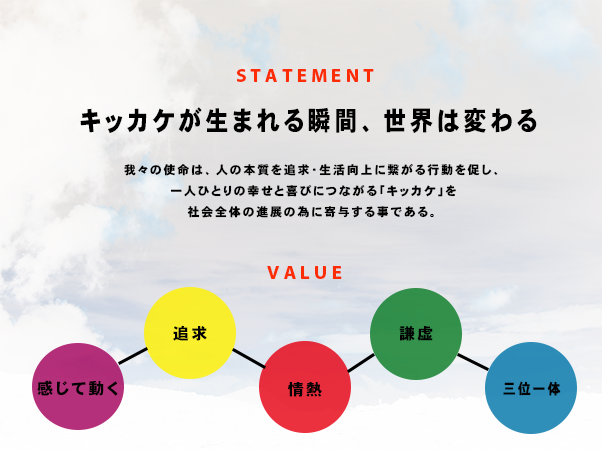 STATEMENT
キッカケが生まれる瞬間、世界は変わる
我々の使命は、人の本質を追求・生活向上に繋がる行動を促し、
一人ひとりの幸せと喜びにつながる「キッカケ」を
社会全体の進展の為に寄与する事である。
VALUE
感じて動く
追求
情熱
謙虚
三位一体